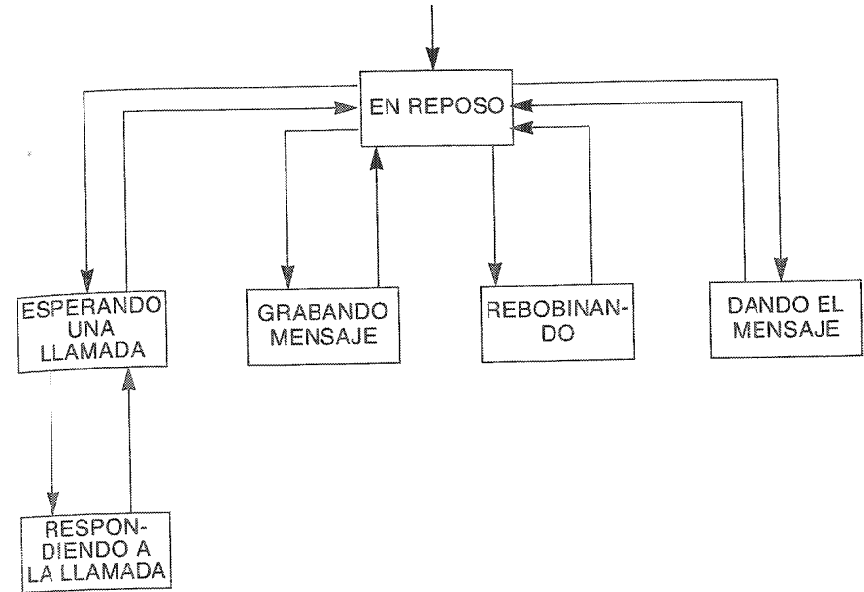 EN REPOSO
ESPERANDO
UNA
LLAMADA
GRABANDO
MENSAJE
REBOBINAN-
DO
DANDO EL
MENSAJE
RESPON-
DIENDO A
LA LLAMADA